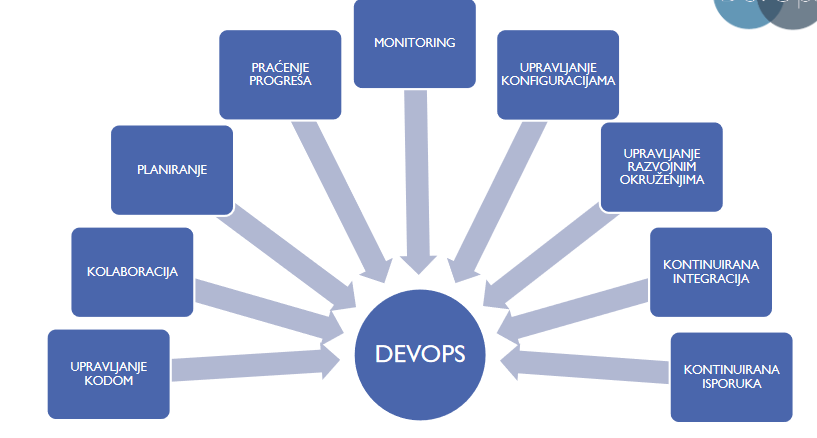 MONITORING
PRAĆENJE
PROGRESA
UPRAVLJANJE
KONFIGURACIJAMA
PLANIRANJE
UPRAVLJANJE
RAZVOJNIM
OKRUŽENJIMA
KOLABORACIJA
KONTINUIRANA
INTEGRACIJA
UPRAVLJANJE
KODOM
DEVOPS
KONTINUIRANA
ISPORUKA